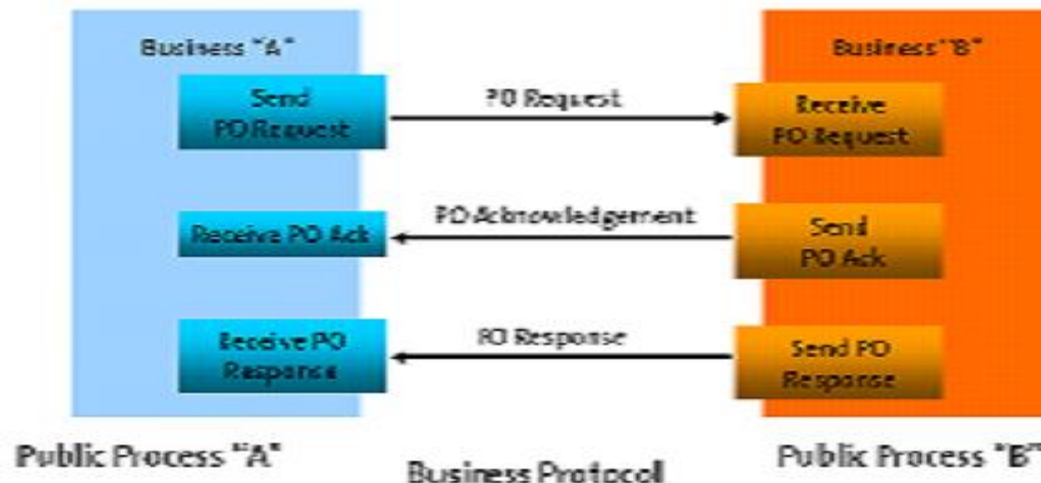 Business "A"
Business "B"
Send
PO Request
PO Request
Receive
PO Request
Receive PO Ack
PO Acknowledgement
Send
PO Ack
Receive PO
Response
PO Response
Send PO
Response
Public Process "A"
Business Protocol
Public Process "B"